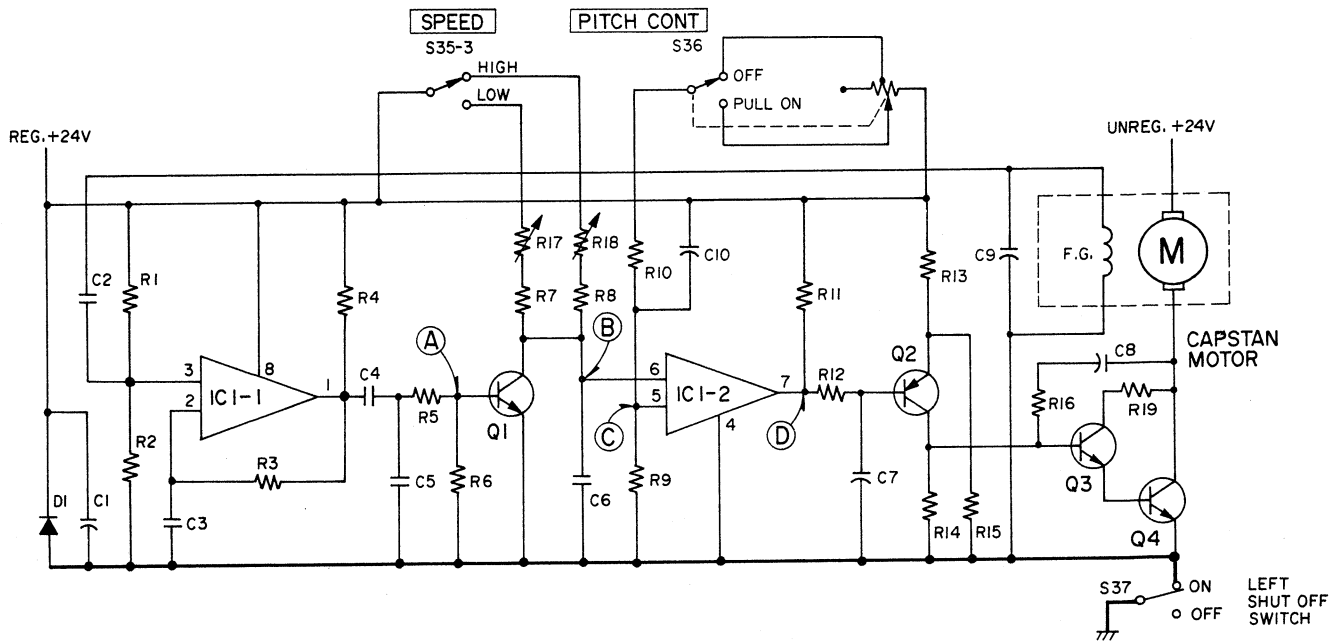 SPEED
S35-3
HIGH
LOW
PITCH CONT
S36
OFF
PULL ON
REG.+24V
UNREG. +24V
C2
R1
R4
R17
R18
R7
R8
R10
C10
R11
R13
C9
F.G.
M
CAPSTAN
MOTOR
3
2
8
1
IC1-1
C4
R5
A
Q1
B
C
6
5
7
4
IC1-2
D
R12
Q2
C8
R16
R19
R2
R3
D1
C1
C3
C5
R6
C6
R9
C7
R14
R15
Q3
Q4
S37
ON
OFF
LEFT
SHUT OFF
SWITCH